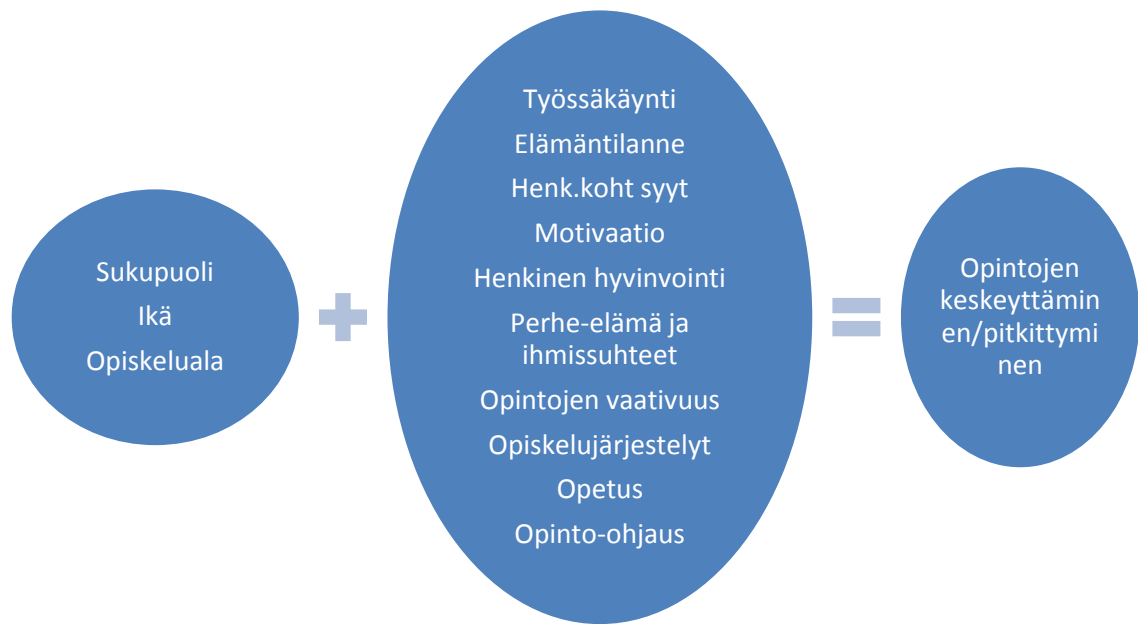 Sukupuoli
Ikä
Opiskeluala
Työssäkäynti
Elämäntilanne
Henk.koht syyt
Motivaatio
Henkinen hyvinvointi
Perhe-elämä ja
ihmissuhteet
Opintojen vaativuus
Opiskelujärjestelyt
Opetus
Opinto-ohjaus
Opintojen
keskeyttämin
en/pitkittymi
nen